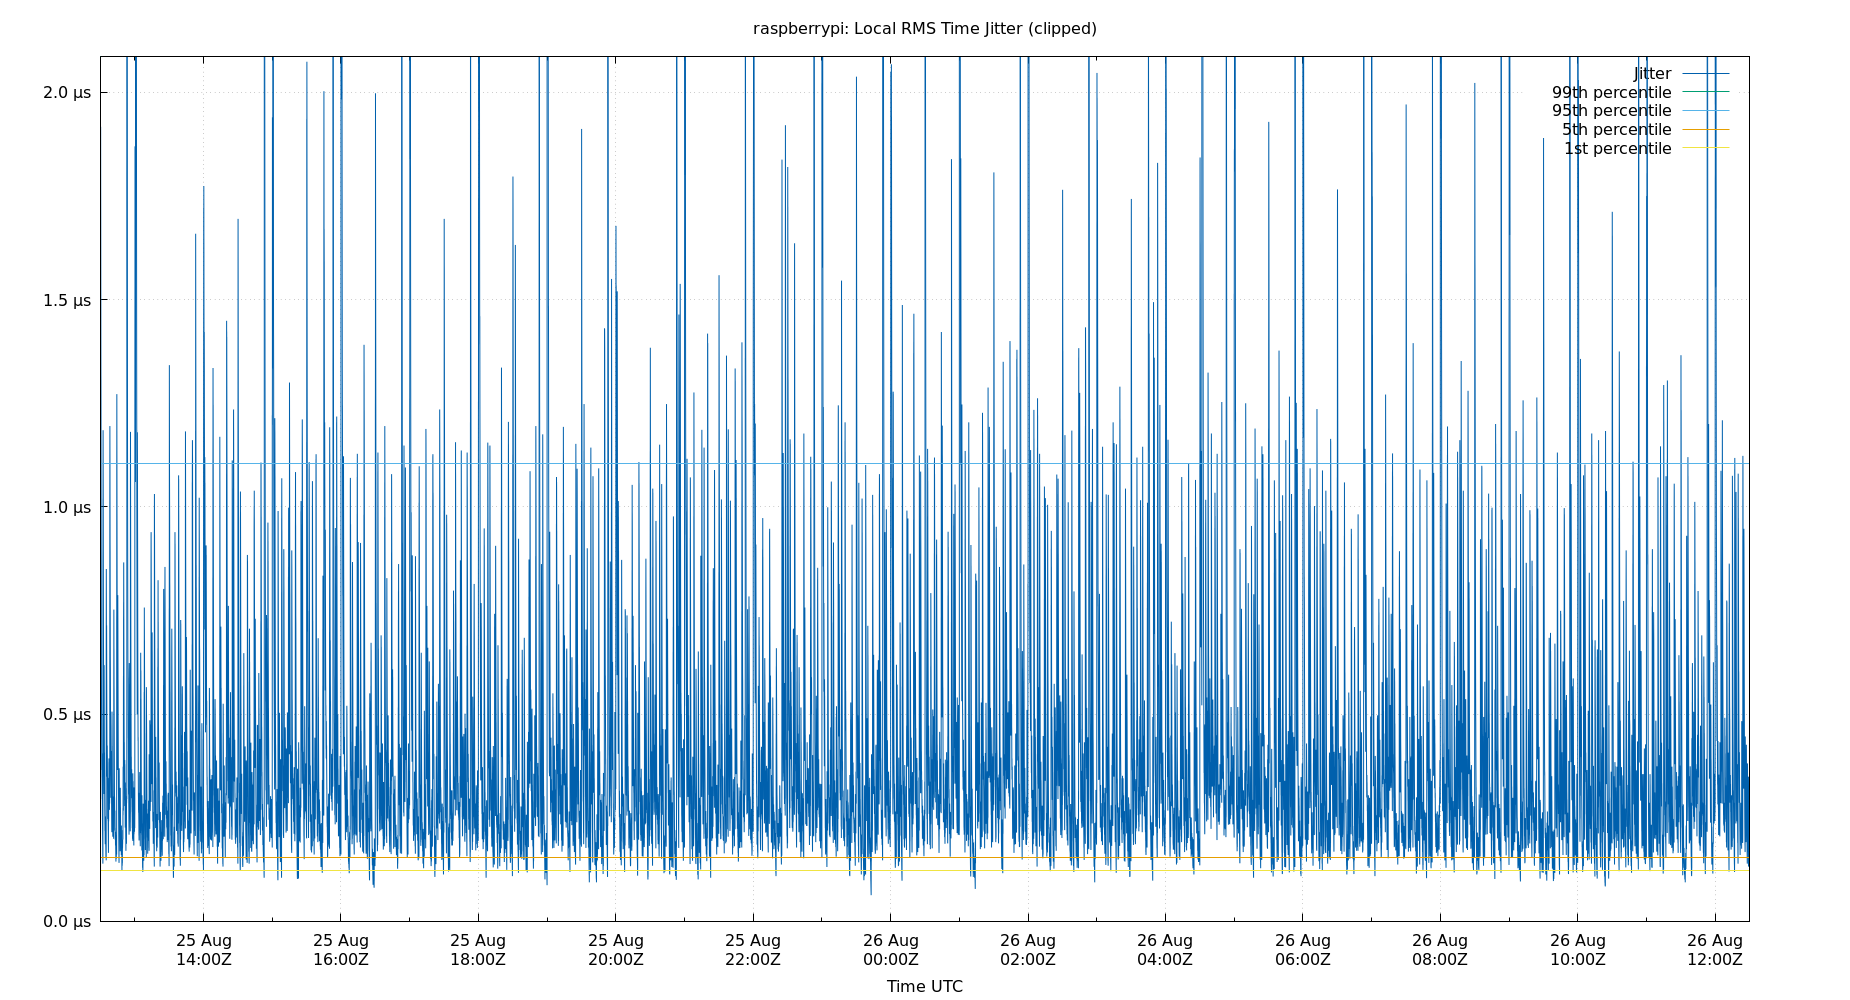 raspberrypi: Local RMS Time Jitter (clipped)
Jitter
99th percentile
95th percentile
5th percentile
1st percentile
2.0 µs
1.5 µs
1.0 µs
0.5 µs
0.0 µs
25 Aug 25 Aug 25 Aug 25 Aug 25 Aug 26 Aug 26 Aug 26 Aug 26 Aug 26 Aug 26 Aug 26 Aug
14:00Z 16:00Z 18:00Z 20:00Z 22:00Z 00:00Z 02:00Z 04:00Z 06:00Z 08:00Z 10:00Z 12:00Z
Time UTC